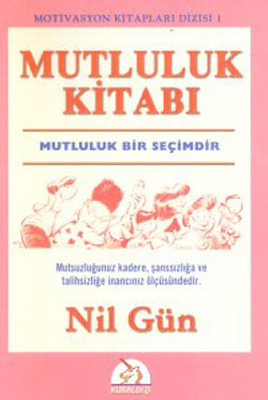 MOTİVASYON KİTAPLARI DİZİSİ 1
MUTLULUK
KİTABI
MUTLULUK BİR SEÇİMDİR
Mutsuzluğunuz kadere, şanssızlığa ve
talihsizliğe inancınız ölçüsündedir.
Nil Gün
KURALDIŞI